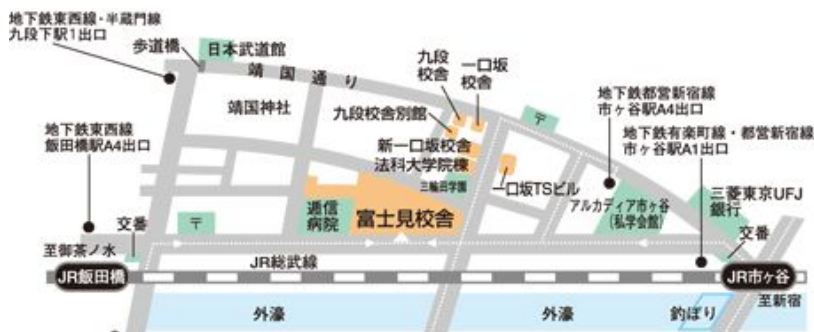 地下鉄東西線・半蔵門線
九段下駅1出口
歩道橋
日本武道館
靖国通り
靖国神社
九段
校舎
一口坂
校舎
九段校舎別館
新一口坂校舎
法科大学院棟
三輪田学園
一口坂TSビル
〒
地下鉄都営新宿線
市ヶ谷駅A4出口
地下鉄有楽町線・都営新宿線
市ヶ谷駅A1出口
地下鉄東西線
飯田橋駅A4出口
交番
〒
逓信
病院
富士見校舎
アルカディア市ヶ谷
(私学会館)
三菱東京UFJ
銀行
交番
至御茶ノ水
JR飯田橋
JR総武線
JR市ヶ谷
至新宿
外濠
外濠
釣ぼり